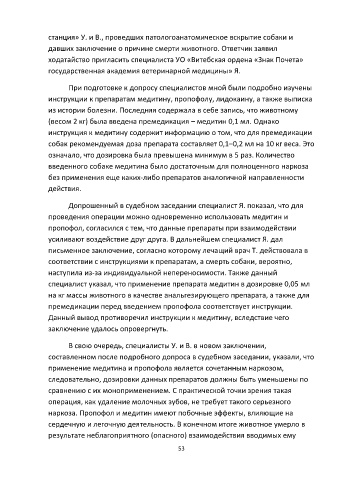 станция» У. и В., проведших патологоанатомическое вскрытие собаки и
давших заключение о причине смерти животного. Ответчик заявил
ходатайство пригласить специалиста УО «Витебская ордена «Знак Почета»
государственная академия ветеринарной медицины» Я.
При подготовке к допросу специалистов мной были подробно изучены
инструкции к препаратам медитину, пропофолу, лидокаину, а также выписка
из истории болезни. Последняя содержала в себе запись, что животному
(весом 2 кг) была введена премедикация – медитин 0,1 мл. Однако
инструкция к медитину содержит информацию о том, что для премедикации
собак рекомендуемая доза препарата составляет 0,1–0,2 мл на 10 кг веса. Это
означало, что дозировка была превышена минимум в 5 раз. Количество
введенного собаке медитина было достаточным для полноценного наркоза
без применения еще каких-либо препаратов аналогичной направленности
действия.
Допрошенный в судебном заседании специалист Я. показал, что для
проведения операции можно одновременно использовать медитин и
пропофол, согласился с тем, что данные препараты при взаимодействии
усиливают воздействие друг друга. В дальнейшем специалист Я. дал
письменное заключение, согласно которому лечащий врач Т. действовала в
соответствии с инструкциями к препаратам, а смерть собаки, вероятно,
наступила из-за индивидуальной непереносимости. Также данный
специалист указал, что применение препарата медитин в дозировке 0,05 мл
на кг массы животного в качестве анальгезирующего препарата, а также для
премедикации перед введением пропофола соответствует инструкции.
Данный вывод противоречил инструкции к медитину, вследствие чего
заключение удалось опровергнуть.
В свою очередь, специалисты У. и В. в новом заключении,
составленном после подробного допроса в судебном заседании, указали, что
применение медитина и пропофола является сочетанным наркозом,
следовательно, дозировки данных препаратов должны быть уменьшены по
сравнению с их моноприменением. С практической точки зрения такая
операция, как удаление молочных зубов, не требует такого серьезного
наркоза. Пропофол и медитин имеют побочные эффекты, влияющие на
сердечную и легочную деятельность. В конечном итоге животное умерло в
результате неблагоприятного (опасного) взаимодействия вводимых ему
53